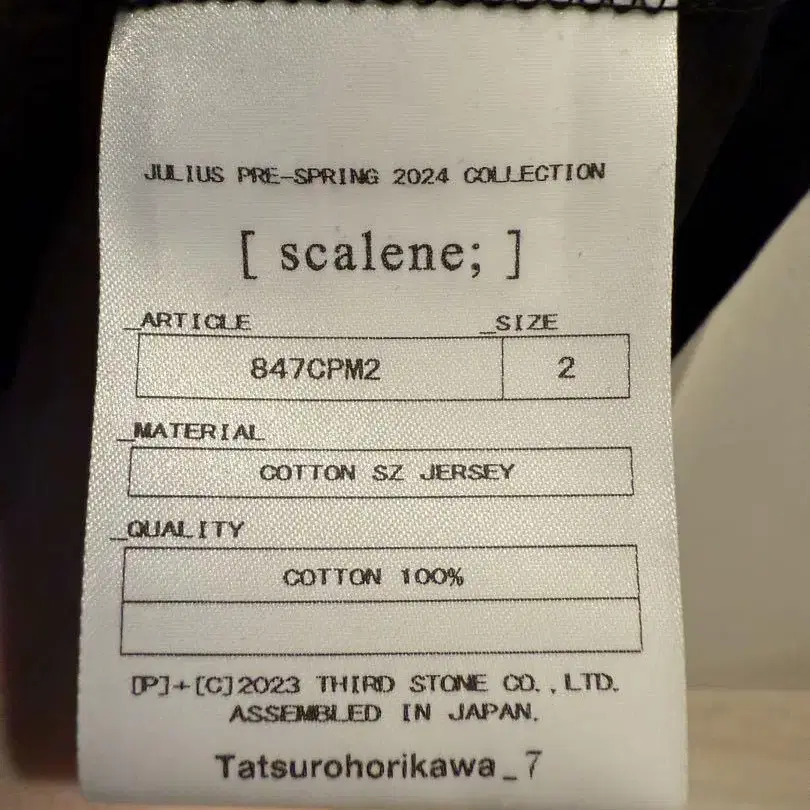 JULIUS PRE-SPRING 2024 COLLECTION
[ scalene; ]
_ARTICLE _SIZE
847CPM2 2
_MATERIAL
COTTON SZ JERSEY
_QUALITY
COTTON 100%
[P]+[C]2023 THIRD STONE CO.,LTD.
ASSEMBLED IN JAPAN.
Tatsurohorikawa_7